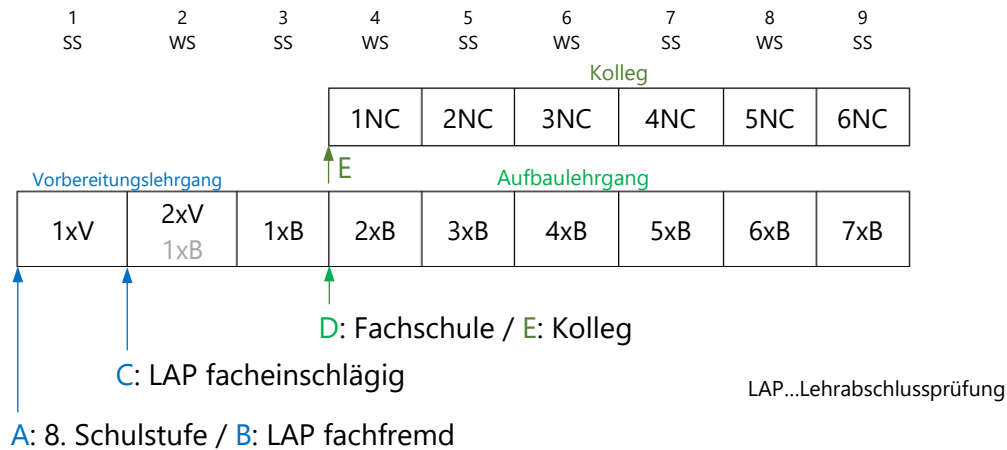 1 2 3 4 5 6 7 8 9
SS WS SS WS SS WS SS WS SS
Kolleg
1NC 2NC 3NC 4NC 5NC 6NC
E
Vorbereitungslehrgang Aufbaulehrgang
1xV 2xV 1xB 2xB 3xB 4xB 5xB 6xB 7xB
1xB
D: Fachschule / E: Kolleg
C: LAP facheinschlägig
LAP...Lehrabschlussprüfung
A: 8. Schulstufe / B: LAP fachfremd